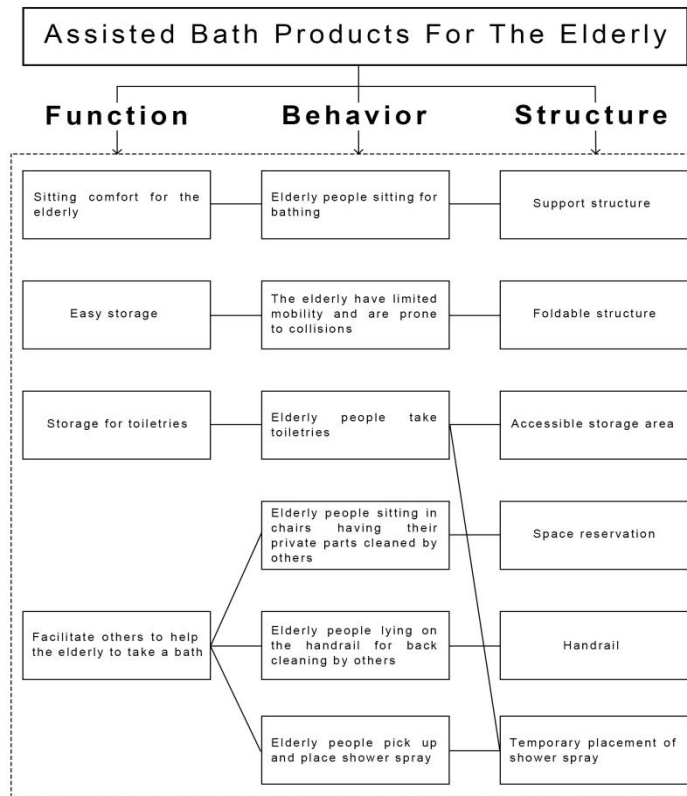 Assisted Bath Products For The Elderly
Function
Behavior
Structure
Sitting comfort for the
elderly
Elderly people sitting for
bathing
Support structure
Easy storage
The elderly have limited
mobility and are prone
to collisions
Foldable structure
Storage for toiletries
Elderly people take
toiletries
Accessible storage area
Elderly people sitting in
chairs having their
private parts cleaned by
others
Space reservation
Facilitate others to help
the elderly to take a bath
Elderly people lying on
the handrail for back
cleaning by others
Handrail
Elderly people pick up
and place shower spray
Temporary placement of
shower spray